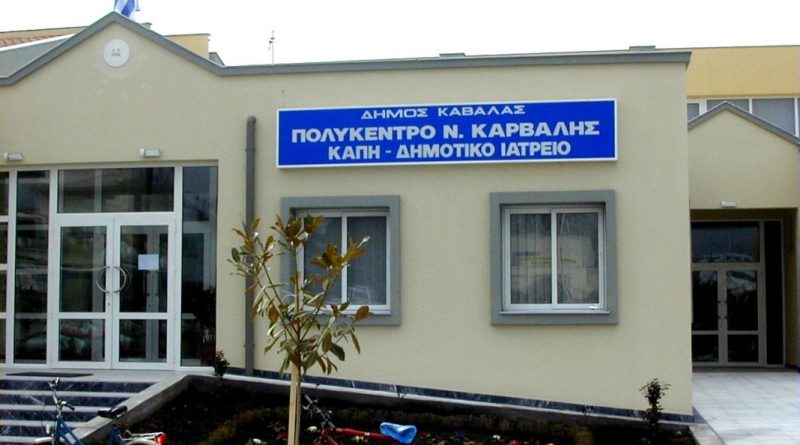 ΔΗΜΟΣ ΚΑΒΑΛΑΣ
ΠΟΛΥΚΕΝΤΡΟ Ν. ΚΑΡΒΑΛΗΣ
ΚΑΠΗ - ΔΗΜΟΤΙΚΟ ΙΑΤΡΕΙΟ